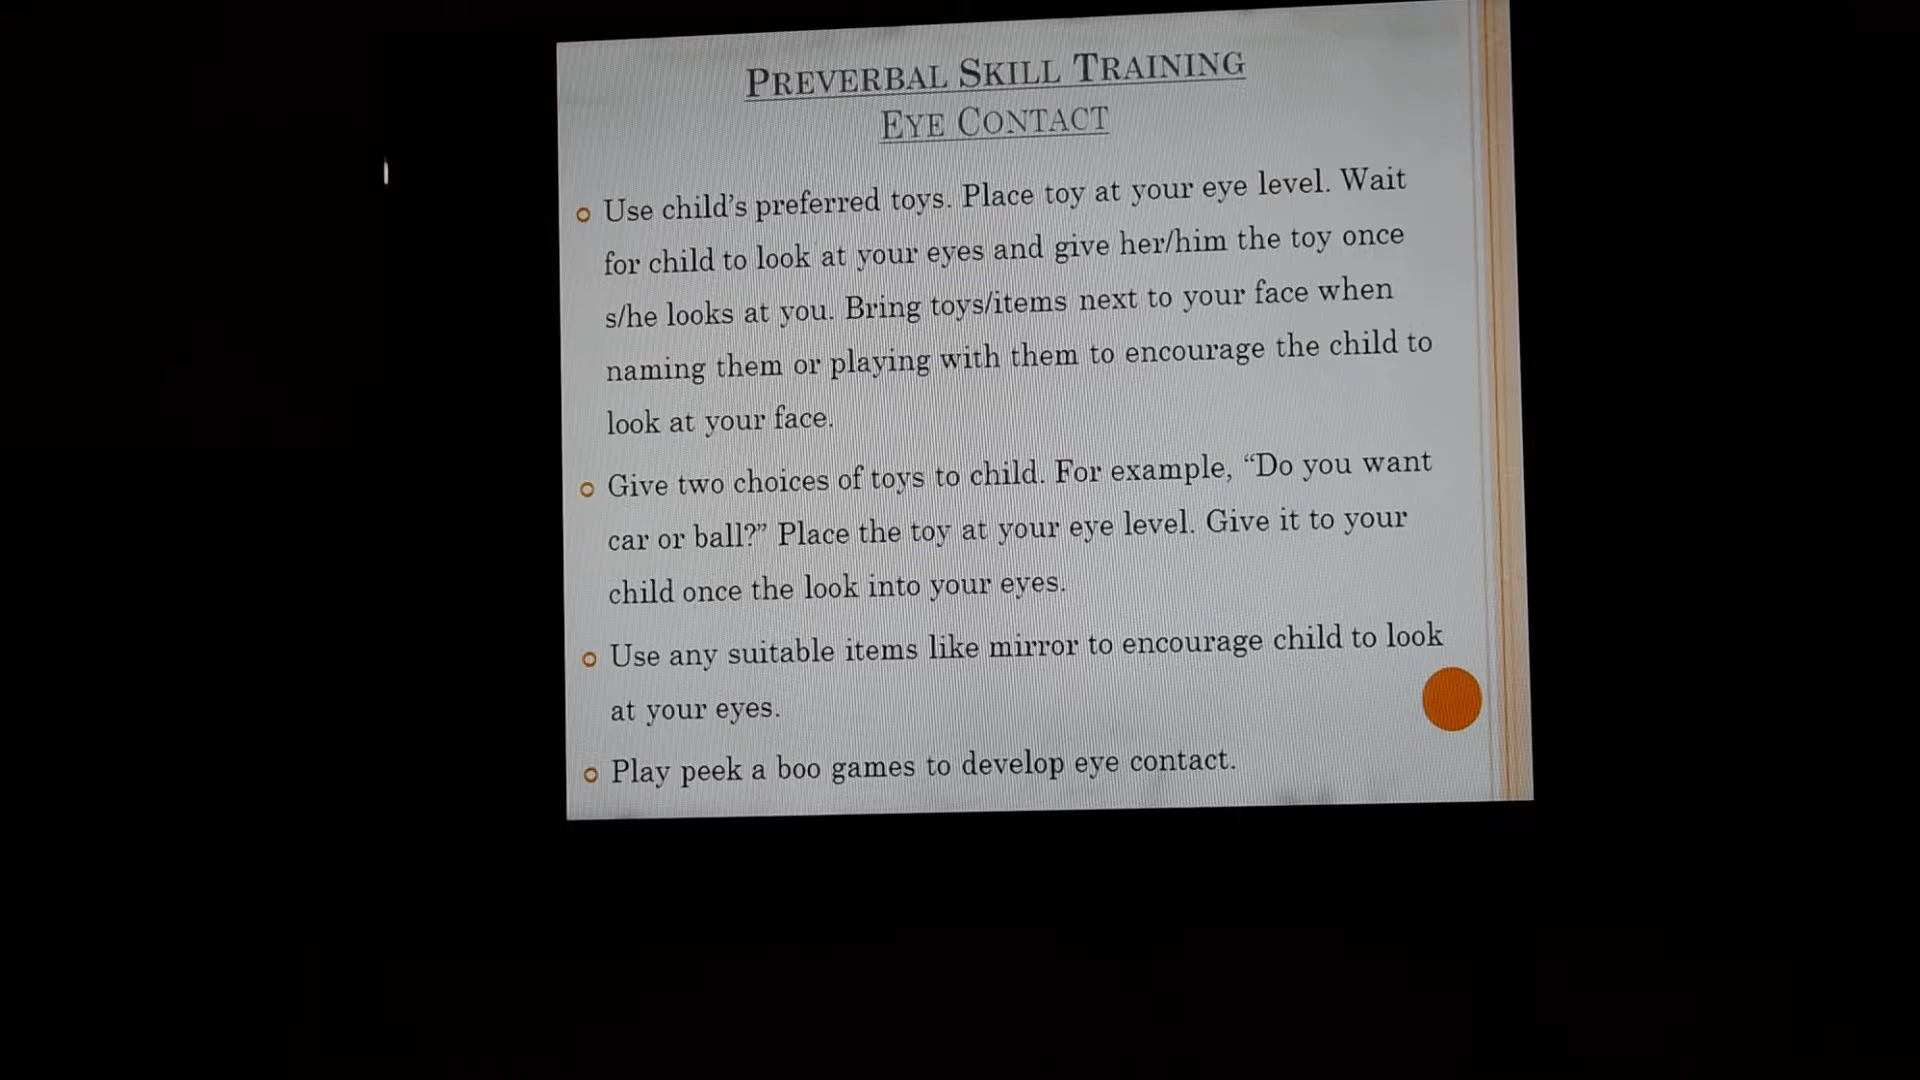 PREVERBAL SKILL TRAINING
EYE CONTACT
Use child's preferred toys. Place toy at your eye level. Wait
for child to look at your eyes and give her/him the toy once
s/he looks at you. Bring toys/items next to your face when
naming them or playing with them to encourage the child to
look at your face.
Give two choices of toys to child. For example, “Do you want
car or ball?” Place the toy at your eye level. Give it to your
child once the look into your eyes.
Use any suitable items like mirror to encourage child to look
at your eyes.
Play peek a boo games to develop eye contact.